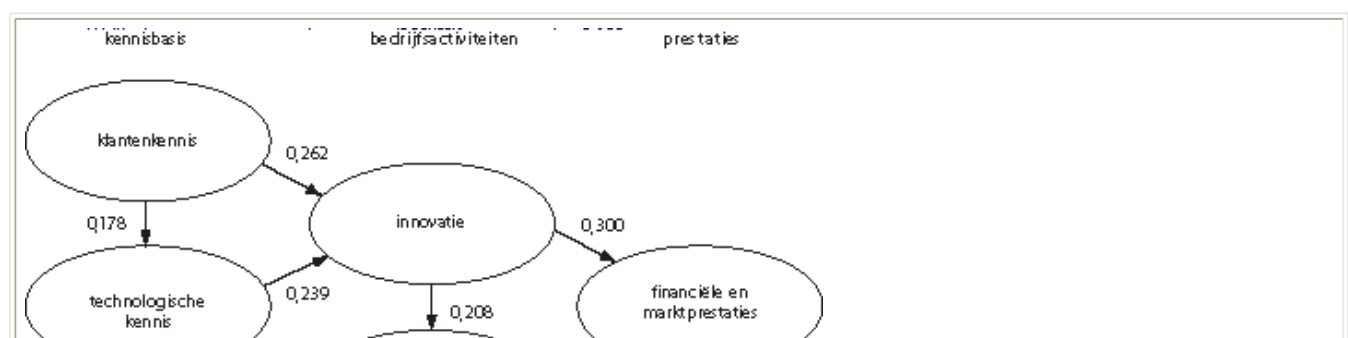 kennisbasis
bedrijfsactiviteiten
prestaties
klantenkennis
0,262
0,178
innovatie
0,300
technologische
kennis
0,239
0,208
financiële en
marktprestaties